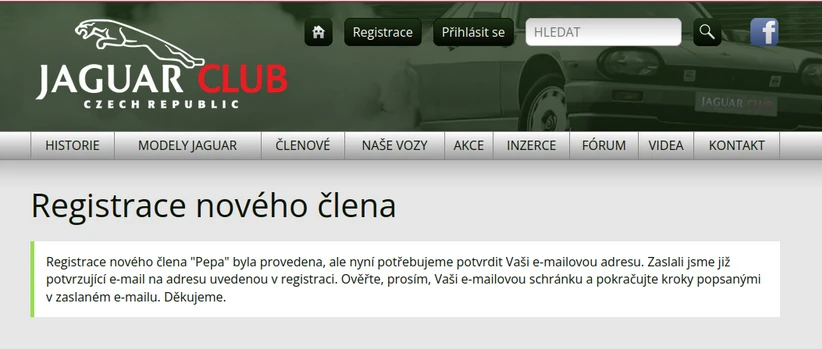 Registrace
Přihlásit se
HLEDAT
JAGUAR CLUB
CZECH REPUBLIC
JAGUAR CLUB
HISTORIE
MODELY JAGUAR
ČLENOVÉ
NAŠE VOZY
AKCE
INZERCE
FÓRUM
VIDEA
KONTAKT
Registrace nového člena
Registrace nového člena "Pepa" byla provedena, ale nyní potřebujeme potvrdit Vaši e-mailovou adresu. Zaslali jsme již
potvrzující e-mail na adresu uvedenou v registraci. Ověřte, prosím, Vaši e-mailovou schránku a pokračujte kroky popsanými
v zaslaném e-mailu. Děkujeme.